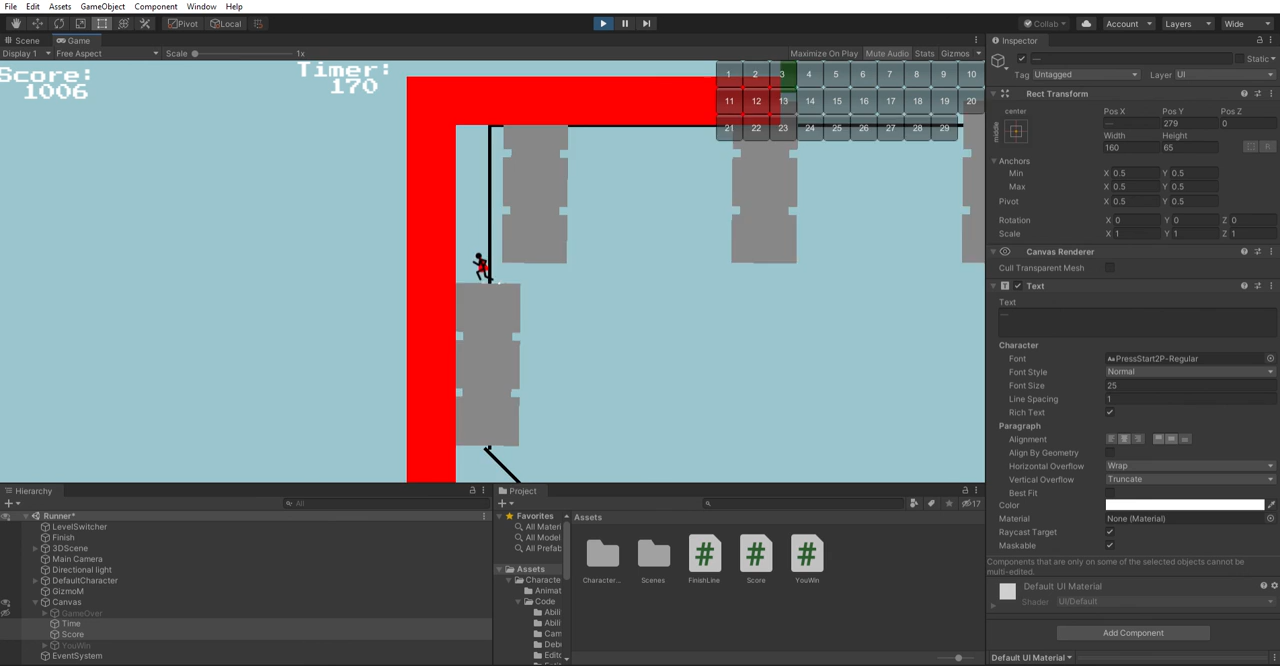 File Edit Assets GameObject Component Window Help
Pivot Local
Collab Account Layers Wide
Scene Game
Inspector
Display 1 Free Aspect Scale 1x Maximize On Play Mute Audio Stats Gizmos
Static
Tag Untagged Layer UI
Score:
1006
Timer:
170
1 2 3 4 5 6 7 8 9 10
11 12 13 14 15 16 17 18 19 20
21 22 23 24 25 26 27 28 29
Rect Transform
center
middle
Pos X Pos Y Pos Z
— 279 0
Width Height
160 65
R
Anchors
Min X 0.5 Y 0.5
Max X 0.5 Y 0.5
Pivot X 0.5 Y 0.5
Rotation X 0 Y 0 Z 0
Scale X 1 Y 1 Z 1
Canvas Renderer
Cull Transparent Mesh
Text
Text
—
Character
Font PressStart2P-Regular
Font Style Normal
Font Size 25
Line Spacing 1
Rich Text
Paragraph
Alignment
Align By Geometry
Horizontal Overflow Wrap
Vertical Overflow Truncate
Best Fit
Color
Material None (Material)
Raycast Target
Maskable
Components that are only on some of the selected objects cannot be
multi-edited.
Default UI Material
Shader UI/Default
Add Component
Default UI Material
Hierarchy
All
Runner*
LevelSwitcher
Finish
3DScene
Main Camera
Directional light
DefaultCharacter
GizmoM
Canvas
GameOver
Time
Score
YouWin
EventSystem
Project
17
Favorites
All Materi
All Model
All Prefab
Assets
Characte
Animat
Code
Abili
Abili
Cam
Debu
Edito
Assets
Character... Scenes FinishLine Score YouWin